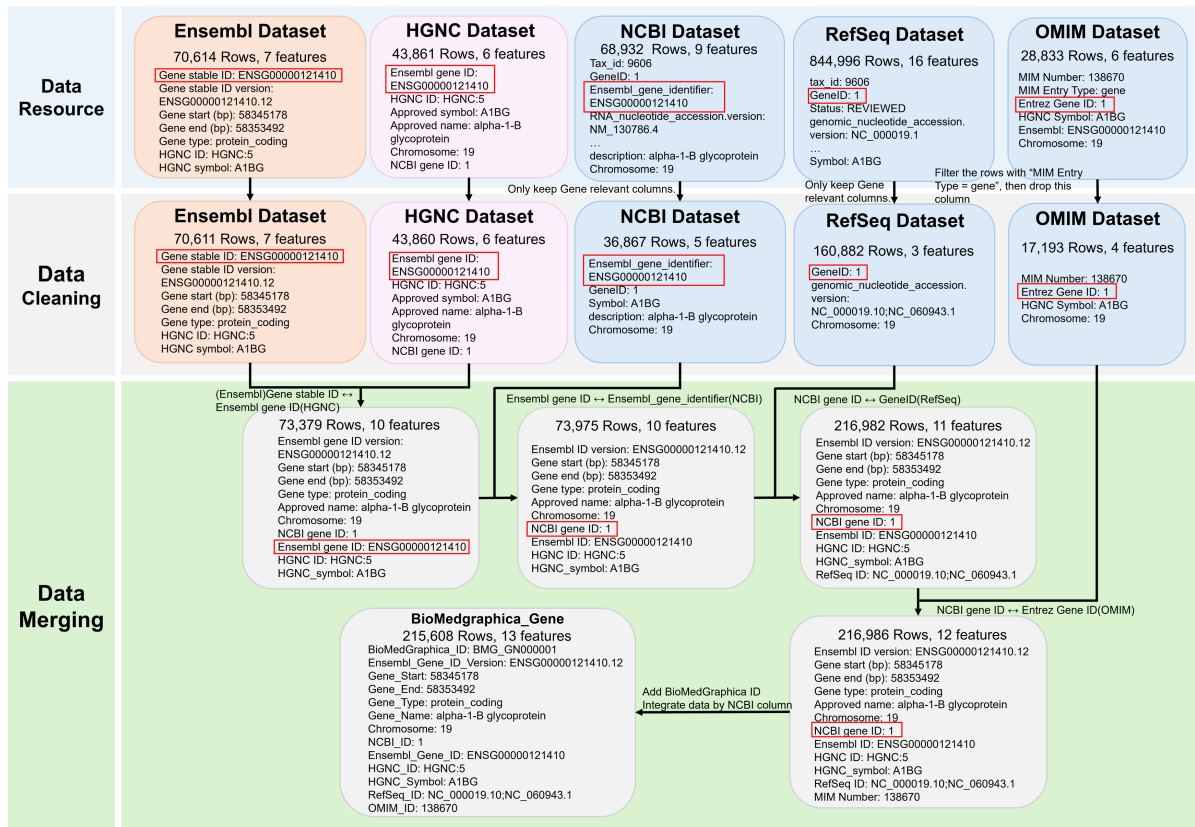 Data
Resource
Ensembl Dataset
70,614 Rows, 7 features
Gene stable ID: ENSG00000121410
Gene stable ID version:
ENSG00000121410.12
Gene start (bp): 58345178
Gene end (bp): 58353492
Gene type: protein_coding
HGNC ID: HGNC:5
HGNC symbol: A1BG
HGNC Dataset
43,861 Rows, 6 features
Ensembl gene ID:
ENSG00000121410
HGNC ID: HGNC:5
Approved symbol: A1BG
Approved name: alpha-1-B
glycoprotein
Chromosome: 19
NCBI gene ID: 1
NCBI Dataset
68,932 Rows, 9 features
Tax_id: 9606
GeneID: 1
Ensembl_gene_identifier:
ENSG00000121410
RNA_nucleotide_accession.version:
NM_130786.4
...
description: alpha-1-B glycoprotein
Chromosome: 19
RefSeq Dataset
844,996 Rows, 16 features
tax_id: 9606
GeneID: 1
Status: REVIEWED
genomic_nucleotide_accession.
version: NC_000019.1
...
Symbol: A1BG
OMIM Dataset
28,833 Rows, 6 features
MIM Number: 138670
MIM Entry Type: gene
Entrez Gene ID: 1
HGNC Symbol: A1BG
Ensembl: ENSG00000121410
Chromosome: 19
Only keep Gene relevant columns.
Only keep Gene
relevant columns.
Filter the rows with “MIM Entry
Type = gene”, then drop this
column
Data
Cleaning
Ensembl Dataset
70,611 Rows, 7 features
Gene stable ID: ENSG00000121410
Gene stable ID version:
ENSG00000121410.12
Gene start (bp): 58345178
Gene end (bp): 58353492
Gene type: protein_coding
HGNC ID: HGNC:5
HGNC symbol: A1BG
HGNC Dataset
43,860 Rows, 6 features
Ensembl gene ID:
ENSG00000121410
HGNC ID: HGNC:5
Approved symbol: A1BG
Approved name: alpha-1-B
glycoprotein
Chromosome: 19
NCBI gene ID: 1
NCBI Dataset
36,867 Rows, 5 features
Ensembl_gene_identifier:
ENSG00000121410
GeneID: 1
Symbol: A1BG
description: alpha-1-B glycoprotein
Chromosome: 19
RefSeq Dataset
160,882 Rows, 3 features
GeneID: 1
genomic_nucleotide_accession.
version:
NC_000019.10;NC_060943.1
Chromosome: 19
OMIM Dataset
17,193 Rows, 4 features
MIM Number: 138670
Entrez Gene ID: 1
HGNC Symbol: A1BG
Chromosome: 19
Data
Merging
(Ensembl)Gene stable ID ↔
Ensembl gene ID(HGNC)
73,379 Rows, 10 features
Ensembl gene ID version:
ENSG00000121410.12
Gene start (bp): 58345178
Gene end (bp): 58353492
Gene type: protein_coding
Approved name: alpha-1-B glycoprotein
Chromosome: 19
NCBI gene ID: 1
Ensembl gene ID: ENSG00000121410
HGNC ID: HGNC:5
HGNC_symbol: A1BG
Ensembl gene ID ↔ Ensembl_gene_identifier(NCBI)
73,975 Rows, 10 features
Ensembl ID version: ENSG00000121410.12
Gene start (bp): 58345178
Gene end (bp): 58353492
Gene type: protein_coding
Approved name: alpha-1-B glycoprotein
Chromosome: 19
NCBI gene ID: 1
Ensembl ID: ENSG00000121410
HGNC ID: HGNC:5
HGNC_symbol: A1BG
NCBI gene ID ↔ GeneID(RefSeq)
216,982 Rows, 11 features
Ensembl ID version: ENSG00000121410.12
Gene start (bp): 58345178
Gene end (bp): 58353492
Gene type: protein_coding
Approved name: alpha-1-B glycoprotein
Chromosome: 19
NCBI gene ID: 1
Ensembl ID: ENSG00000121410
HGNC ID: HGNC:5
HGNC_symbol: A1BG
RefSeq ID: NC_000019.10;NC_060943.1
NCBI gene ID ↔ Entrez Gene ID(OMIM)
216,986 Rows, 12 features
Ensembl ID version: ENSG00000121410.12
Gene start (bp): 58345178
Gene end (bp): 58353492
Gene type: protein_coding
Approved name: alpha-1-B glycoprotein
Chromosome: 19
NCBI gene ID: 1
Ensembl ID: ENSG00000121410
HGNC ID: HGNC:5
HGNC_symbol: A1BG
RefSeq ID: NC_000019.10;NC_060943.1
MIM Number: 138670
Add BioMedGraphica ID
Integrate data by NCBI column
BioMedgraphica_Gene
215,608 Rows, 13 features
BioMedGraphica_ID: BMG_GN000001
Ensembl_Gene_ID_Version: ENSG00000121410.12
Gene_Start: 58345178
Gene_End: 58353492
Gene_Type: protein_coding
Gene_Name: alpha-1-B glycoprotein
Chromosome: 19
NCBI_ID: 1
Ensembl_Gene_ID: ENSG00000121410
HGNC_ID: HGNC:5
HGNC_Symbol: A1BG
RefSeq_ID: NC_000019.10;NC_060943.1
OMIM_ID: 138670